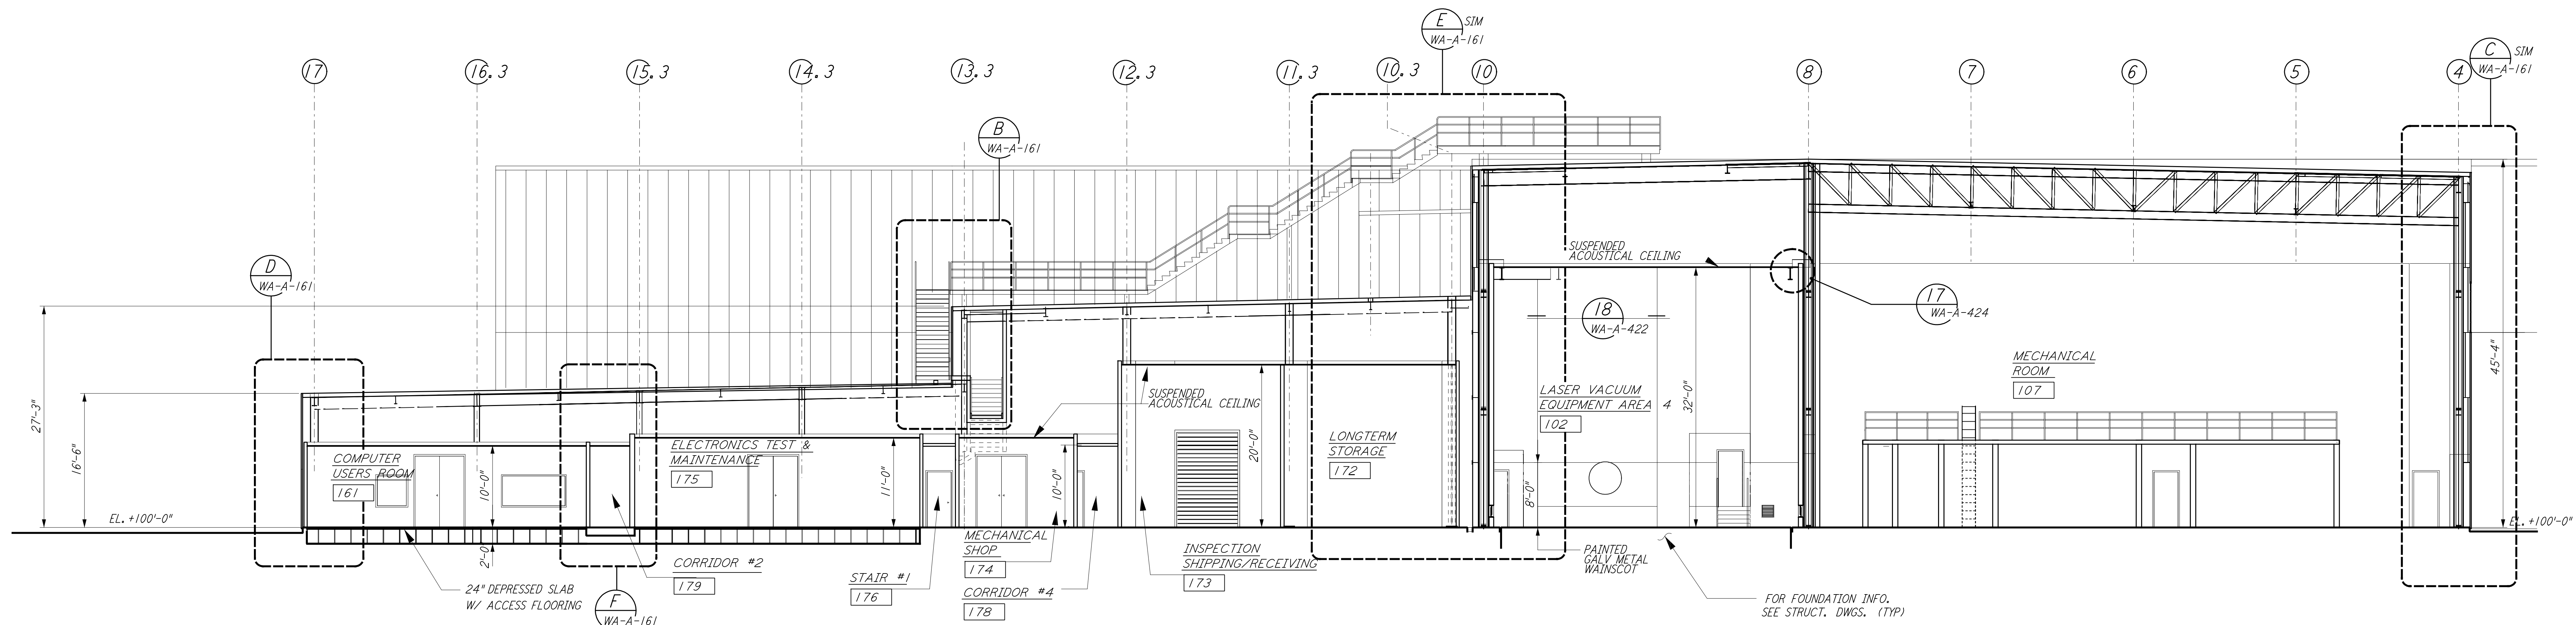 E SIM
WA-A-161
C SIM
WA-A-161
17
16.3
15.3
14.3
13.3
12.3
11.3
10.3
10
8
7
6
5
4
B
WA-A-161
D
WA-A-161
SUSPENDED
ACOUSTICAL CEILING
17
WA-A-424
18
WA-A-422
MECHANICAL
ROOM
107
45'-4"
27'-3"
16'-6"
SUSPENDED
ACOUSTICAL CEILING
LASER VACUUM
EQUIPMENT AREA 4
102
32'-0"
COMPUTER
USERS ROOM
161
10'-0"
ELECTRONICS TEST &
MAINTENANCE
175
11'-0"
10'-0"
20'-0"
LONGTERM
STORAGE
172
8'-0"
EL. +100'-0"
EL. +100'-0"
2'-0
CORRIDOR #2
179
STAIR #1
176
MECHANICAL
SHOP
174
CORRIDOR #4
178
INSPECTION
SHIPPING/RECEIVING
173
PAINTED
GALV METAL
WAINSCOT
24" DEPRESSED SLAB
W/ ACCESS FLOORING
F
WA-A-161
FOR FOUNDATION INFO.
SEE STRUCT. DWGS. (TYP)